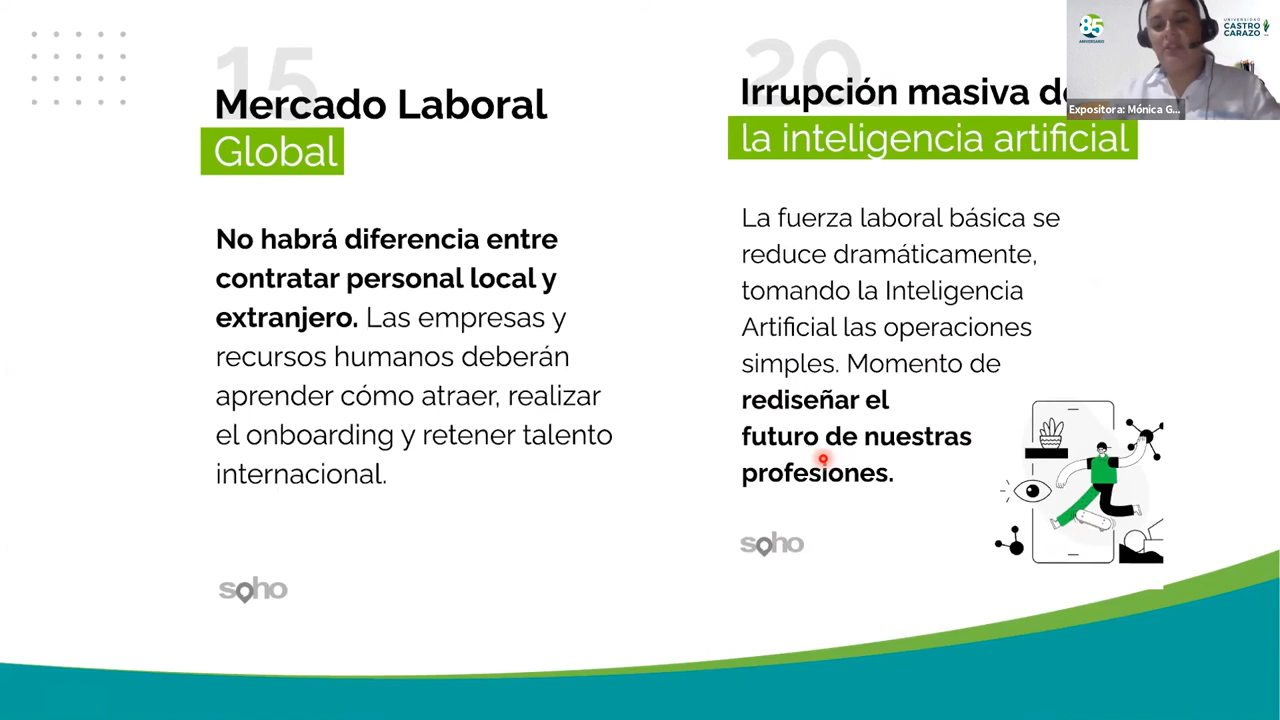 15
Mercado Laboral
Global
No habrá diferencia entre
contratar personal local y
extranjero. Las empresas y
recursos humanos deberán
aprender cómo atraer, realizar
el onboarding y retener talento
internacional.
soho
20
Irrupción masiva de
la inteligencia artificial
La fuerza laboral básica se
reduce dramáticamente,
tomando la Inteligencia
Artificial las operaciones
simples. Momento de
rediseñar el
futuro de nuestras
profesiones.
soho
85
ANIVERSARIO
UNIVERSIDAD
CASTRO
CARAZO
Expositora: Mónica G...